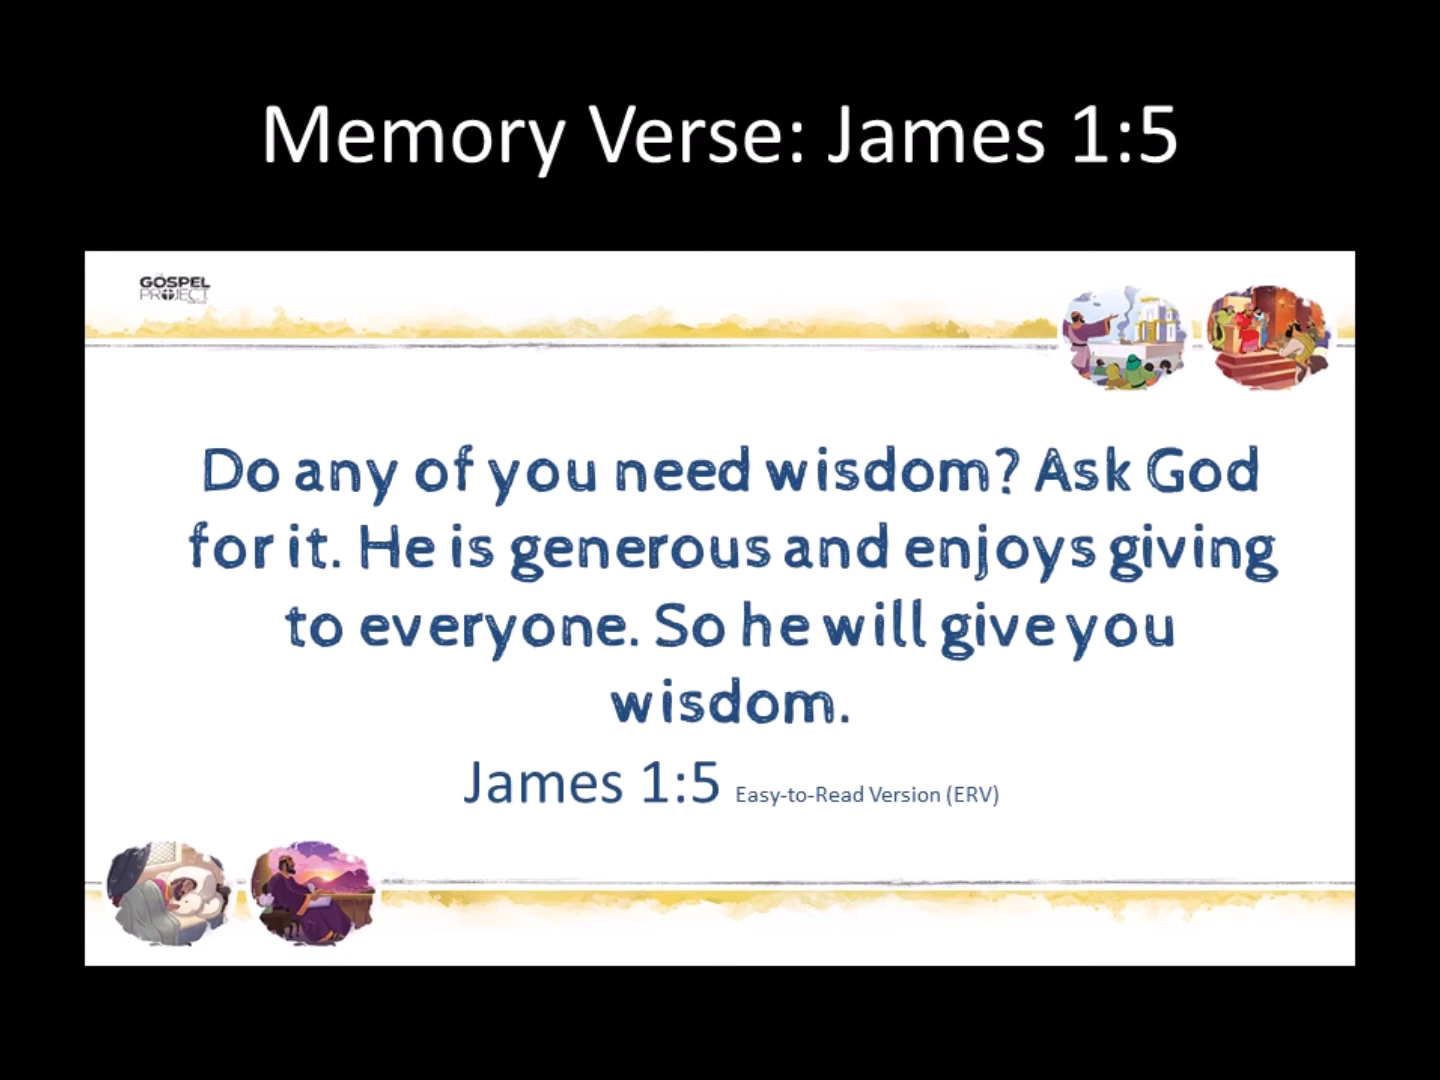 Memory Verse: James 1:5
GOSPEL
PROJECT
Do any of you need wisdom? Ask God
for it. He is generous and enjoys giving
to everyone. So he will give you
wisdom.
James 1:5 Easy-to-Read Version (ERV)